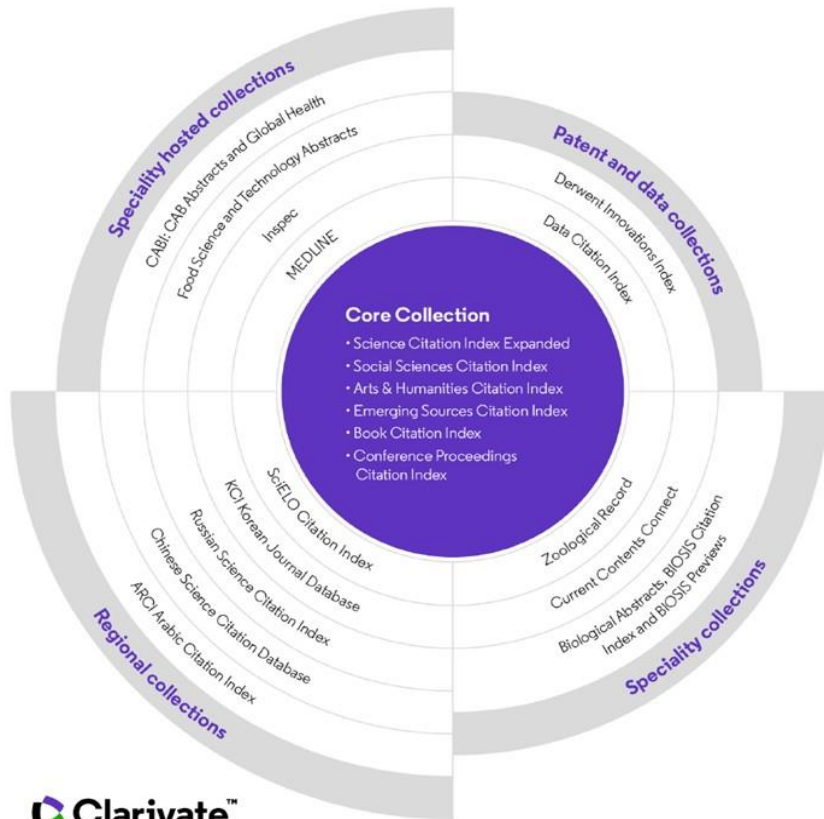 Speciality hosted collections
CABI: CAB Abstracts and Global Health
Food Science and Technology Abstracts
Inspec
MEDLINE
Patent and data collections
Derwent Innovations Index
Data Citation Index
Core Collection
• Science Citation Index Expanded
• Social Sciences Citation Index
• Arts & Humanities Citation Index
• Emerging Sources Citation Index
• Book Citation Index
• Conference Proceedings
Citation Index
SciELO Citation Index
KCI Korean Journal Database
Russian Science Citation Index
Chinese Science Citation Database
ARCI Arabic Citation Index
Regional collections
Zoological Record
Current Contents Connect
Biological Abstracts, BIOSIS Citation
Index and BIOSIS Previews
Speciality collections
Clarivate™